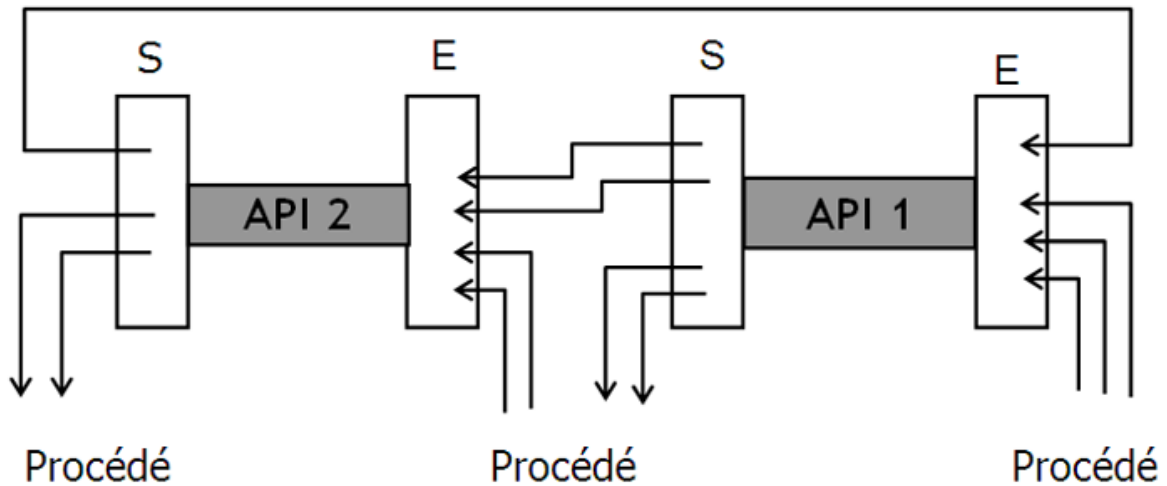 S
E
S
E
API 2
API 1
Procédé
Procédé
Procédé